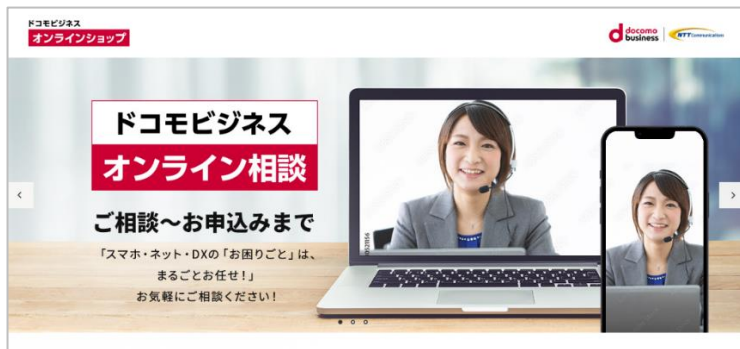 ドコモビジネス
オンラインショップ
docomo
business
NTT Communications
ドコモビジネス
オンライン相談
ご相談～お申込みまで
「スマホ・ネット・DXの「お困りごと」は、
まるごとお任せ！」
お気軽にご相談ください！